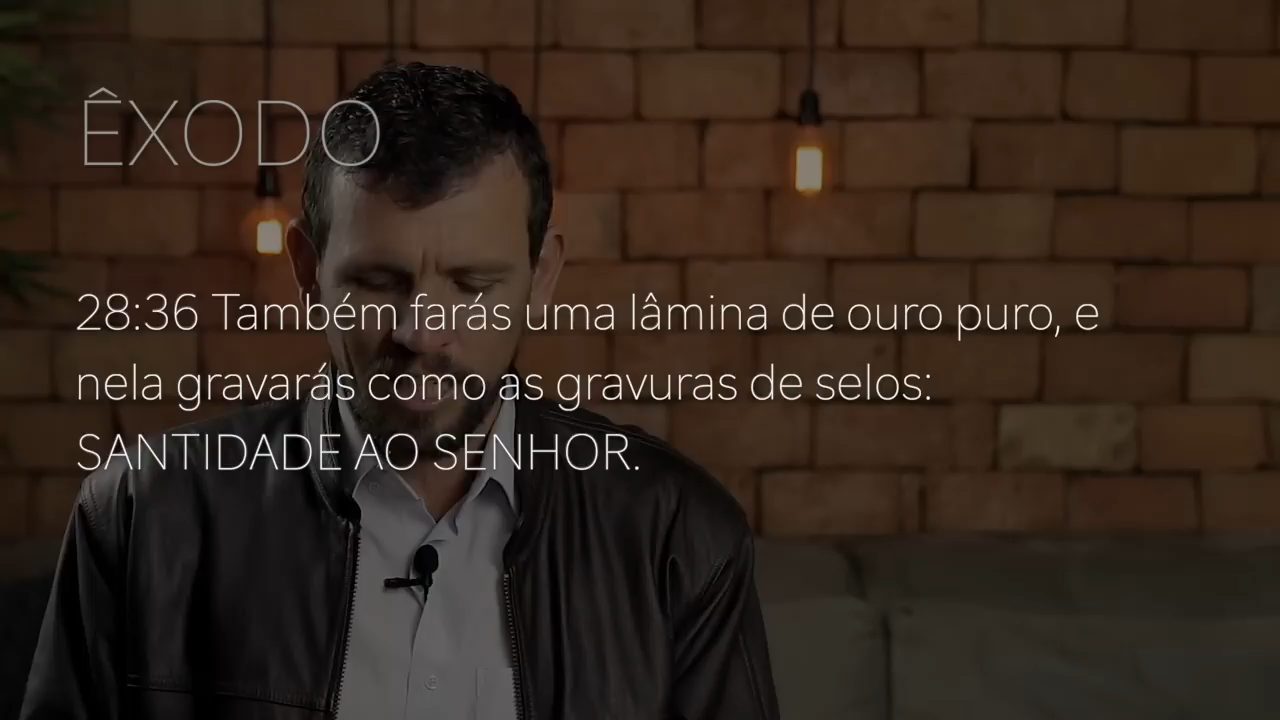 ÊXODO
28:36 Também farás uma lâmina de ouro puro, e
nela gravarás como as gravuras de selos:
SANTIDADE AO SENHOR.